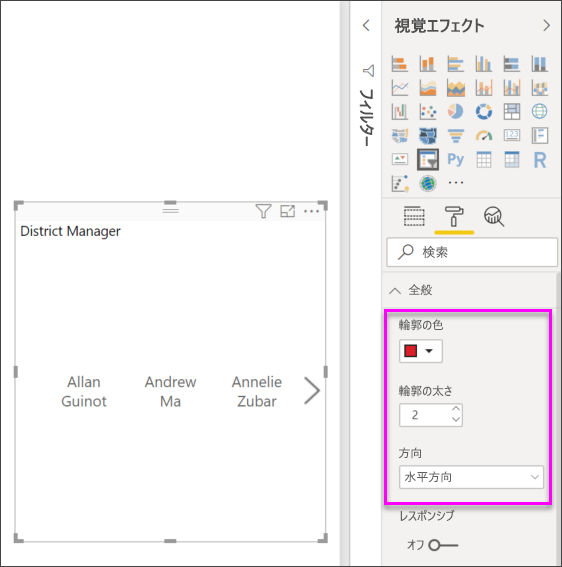 視覚エフェクト
フィルター
123
Py
R
District Manager
Allan
Guinot
Andrew
Ma
Annelie
Zubar
検索
全般
輪郭の色
輪郭の太さ
2
方向
水平方向
レスポンシブ
オフ